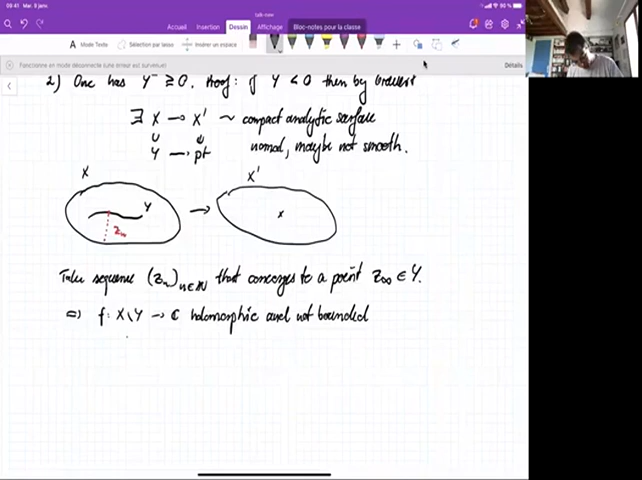 09:41 Mar. 8 janv.
talk-new
Accueil Insertion Dessin Affichage Bloc-notes pour la classe
A Mode Texte Sélection par lasso Insérer un espace
Fonctionne en mode déconnecté (une erreur est survenue) Détails
2) One has Y² ≥ 0. Proof: if Y² < 0 then by Grauert
∃ X → X' ~ compact analytic surface
∪ ∪
Y → pt normal, maybe not smooth.
X X'
Y
zₙ
x
Take sequence (zₙ)ₙ∈ℕ that converges to a point z∞ ∈ Y.
⇒ f: X\Y → ℂ holomorphic and not bounded